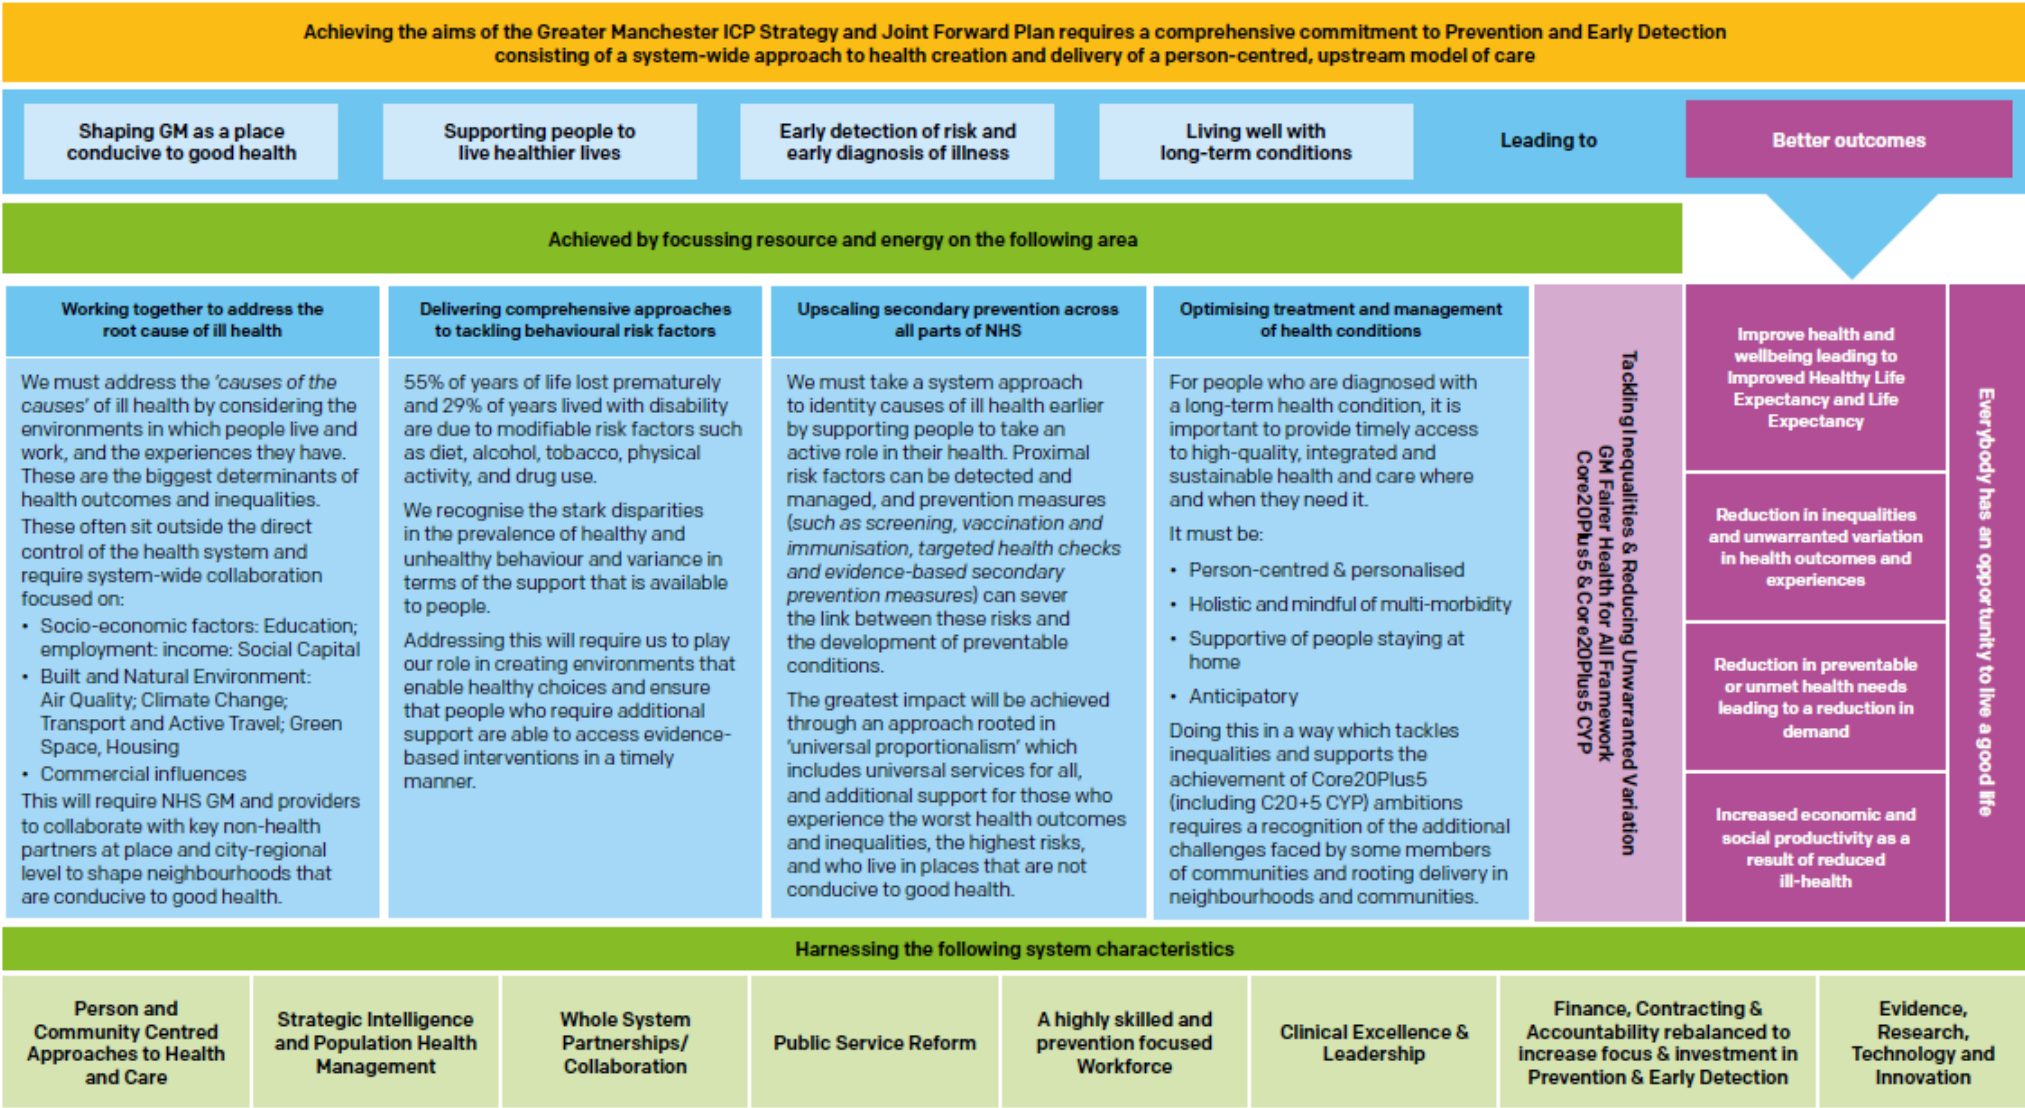 Achieving the aims of the Greater Manchester ICP Strategy and Joint Forward Plan requires a comprehensive commitment to Prevention and Early Detection
consisting of a system-wide approach to health creation and delivery of a person-centred, upstream model of care
Shaping GM as a place
conducive to good health
Supporting people to
live healthier lives
Early detection of risk and
early diagnosis of illness
Living well with
long-term conditions
Leading to
Better outcomes
Achieved by focussing resource and energy on the following area
Working together to address the
root cause of ill health
We must address the 'causes of the
causes' of ill health by considering the
environments in which people live and
work, and the experiences they have.
These are the biggest determinants of
health outcomes and inequalities.
These often sit outside the direct
control of the health system and
require system-wide collaboration
focused on:
• Socio-economic factors: Education;
employment: income: Social Capital
• Built and Natural Environment:
Air Quality; Climate Change;
Transport and Active Travel; Green
Space, Housing
• Commercial influences
This will require NHS GM and providers
to collaborate with key non-health
partners at place and city-regional
level to shape neighbourhoods that
are conducive to good health.
Delivering comprehensive approaches
to tackling behavioural risk factors
55% of years of life lost prematurely
and 29% of years lived with disability
are due to modifiable risk factors such
as diet, alcohol, tobacco, physical
activity, and drug use.
We recognise the stark disparities
in the prevalence of healthy and
unhealthy behaviour and variance in
terms of the support that is available
to people.
Addressing this will require us to play
our role in creating environments that
enable healthy choices and ensure
that people who require additional
support are able to access evidence-
based interventions in a timely
manner.
Upscaling secondary prevention across
all parts of NHS
We must take a system approach
to identity causes of ill health earlier
by supporting people to take an
active role in their health. Proximal
risk factors can be detected and
managed, and prevention measures
(such as screening, vaccination and
immunisation, targeted health checks
and evidence-based secondary
prevention measures) can sever
the link between these risks and
the development of preventable
conditions.
The greatest impact will be achieved
through an approach rooted in
'universal proportionalism' which
includes universal services for all,
and additional support for those who
experience the worst health outcomes
and inequalities, the highest risks,
and who live in places that are not
conducive to good health.
Optimising treatment and management
of health conditions
For people who are diagnosed with
a long-term health condition, it is
important to provide timely access
to high-quality, integrated and
sustainable health and care where
and when they need it.
It must be:
• Person-centred & personalised
• Holistic and mindful of multi-morbidity
• Supportive of people staying at
home
• Anticipatory
Doing this in a way which tackles
inequalities and supports the
achievement of Core20Plus5
(including C20+5 CYP) ambitions
requires a recognition of the additional
challenges faced by some members
of communities and rooting delivery in
neighbourhoods and communities.
Tackling Inequalities & Reducing Unwarranted Variation
GM Fairer Health for All Framework
Core20Plus5 & Core20Plus5 CYP
Improve health and
wellbeing leading to
Improved Healthy Life
Expectancy and Life
Expectancy
Reduction in inequalities
and unwarranted variation
in health outcomes and
experiences
Reduction in preventable
or unmet health needs
leading to a reduction in
demand
Increased economic and
social productivity as a
result of reduced
ill-health
Everybody has an opportunity to live a good life
Harnessing the following system characteristics
Person and
Community Centred
Approaches to Health
and Care
Strategic Intelligence
and Population Health
Management
Whole System
Partnerships/
Collaboration
Public Service Reform
A highly skilled and
prevention focused
Workforce
Clinical Excellence &
Leadership
Finance, Contracting &
Accountability rebalanced to
increase focus & investment in
Prevention & Early Detection
Evidence,
Research,
Technology and
Innovation